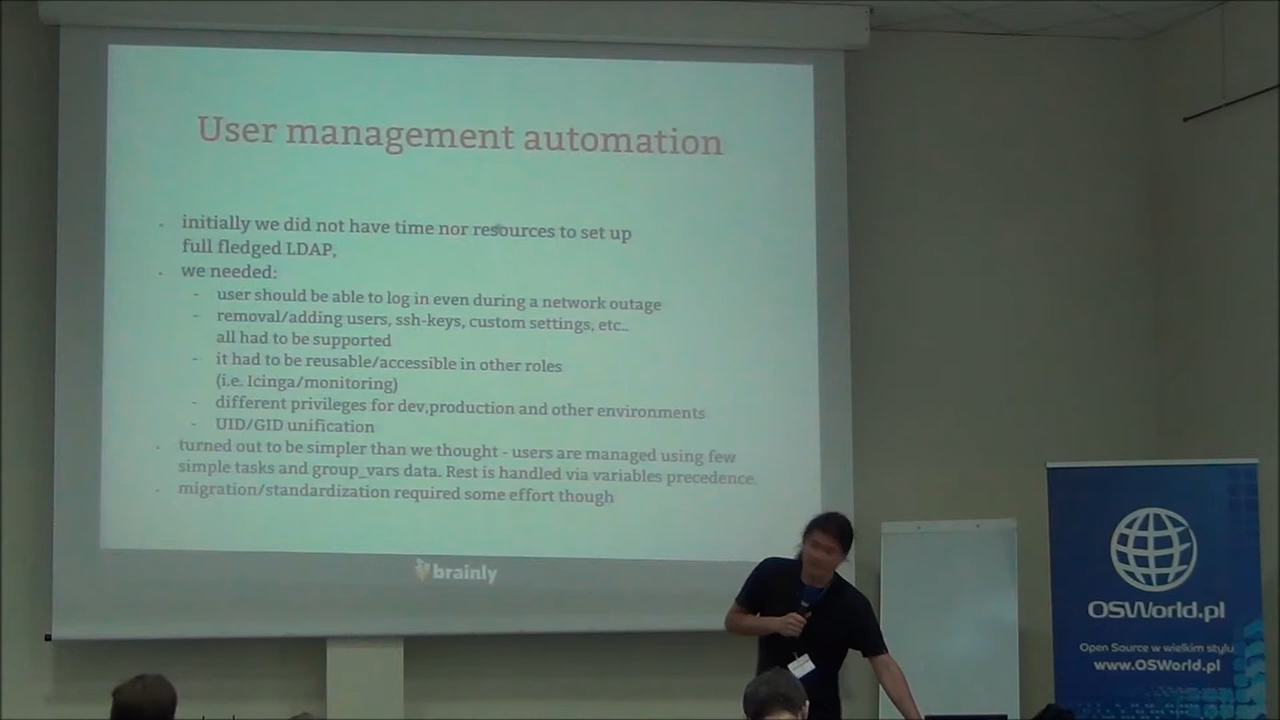 User management automation
. initially we did not have time nor resources to set up
full fledged LDAP,
. we needed:
- user should be able to log in even during a network outage
- removal/adding users, ssh-keys, custom settings, etc..
all had to be supported
- it had to be reusable/accessible in other roles
(i.e. Icinga/monitoring)
- different privileges for dev,production and other environments
- UID/GID unification
. turned out to be simpler than we thought - users are managed using few
simple tasks and group_vars data. Rest is handled via variables precedence.
. migration/standardization required some effort though
brainly
OSWorld.pl
Open Source w wielkim stylu
www.OSWorld.pl